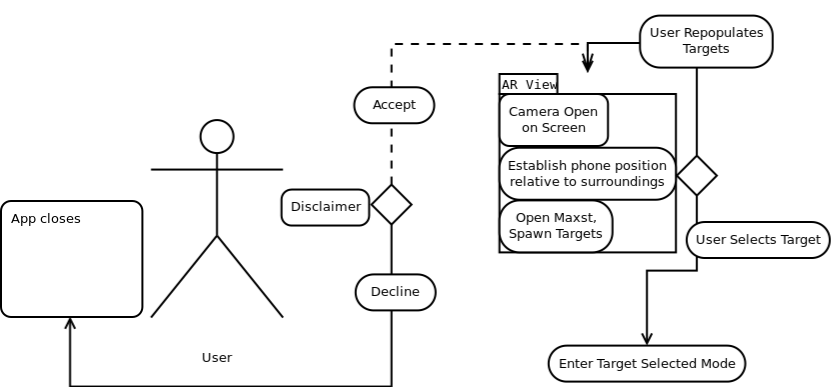 User Repopulates
Targets
AR View
Accept
Camera Open
on Screen
Establish phone position
relative to surroundings
Disclaimer
App closes
Open Maxst,
Spawn Targets
User Selects Target
Decline
User
Enter Target Selected Mode